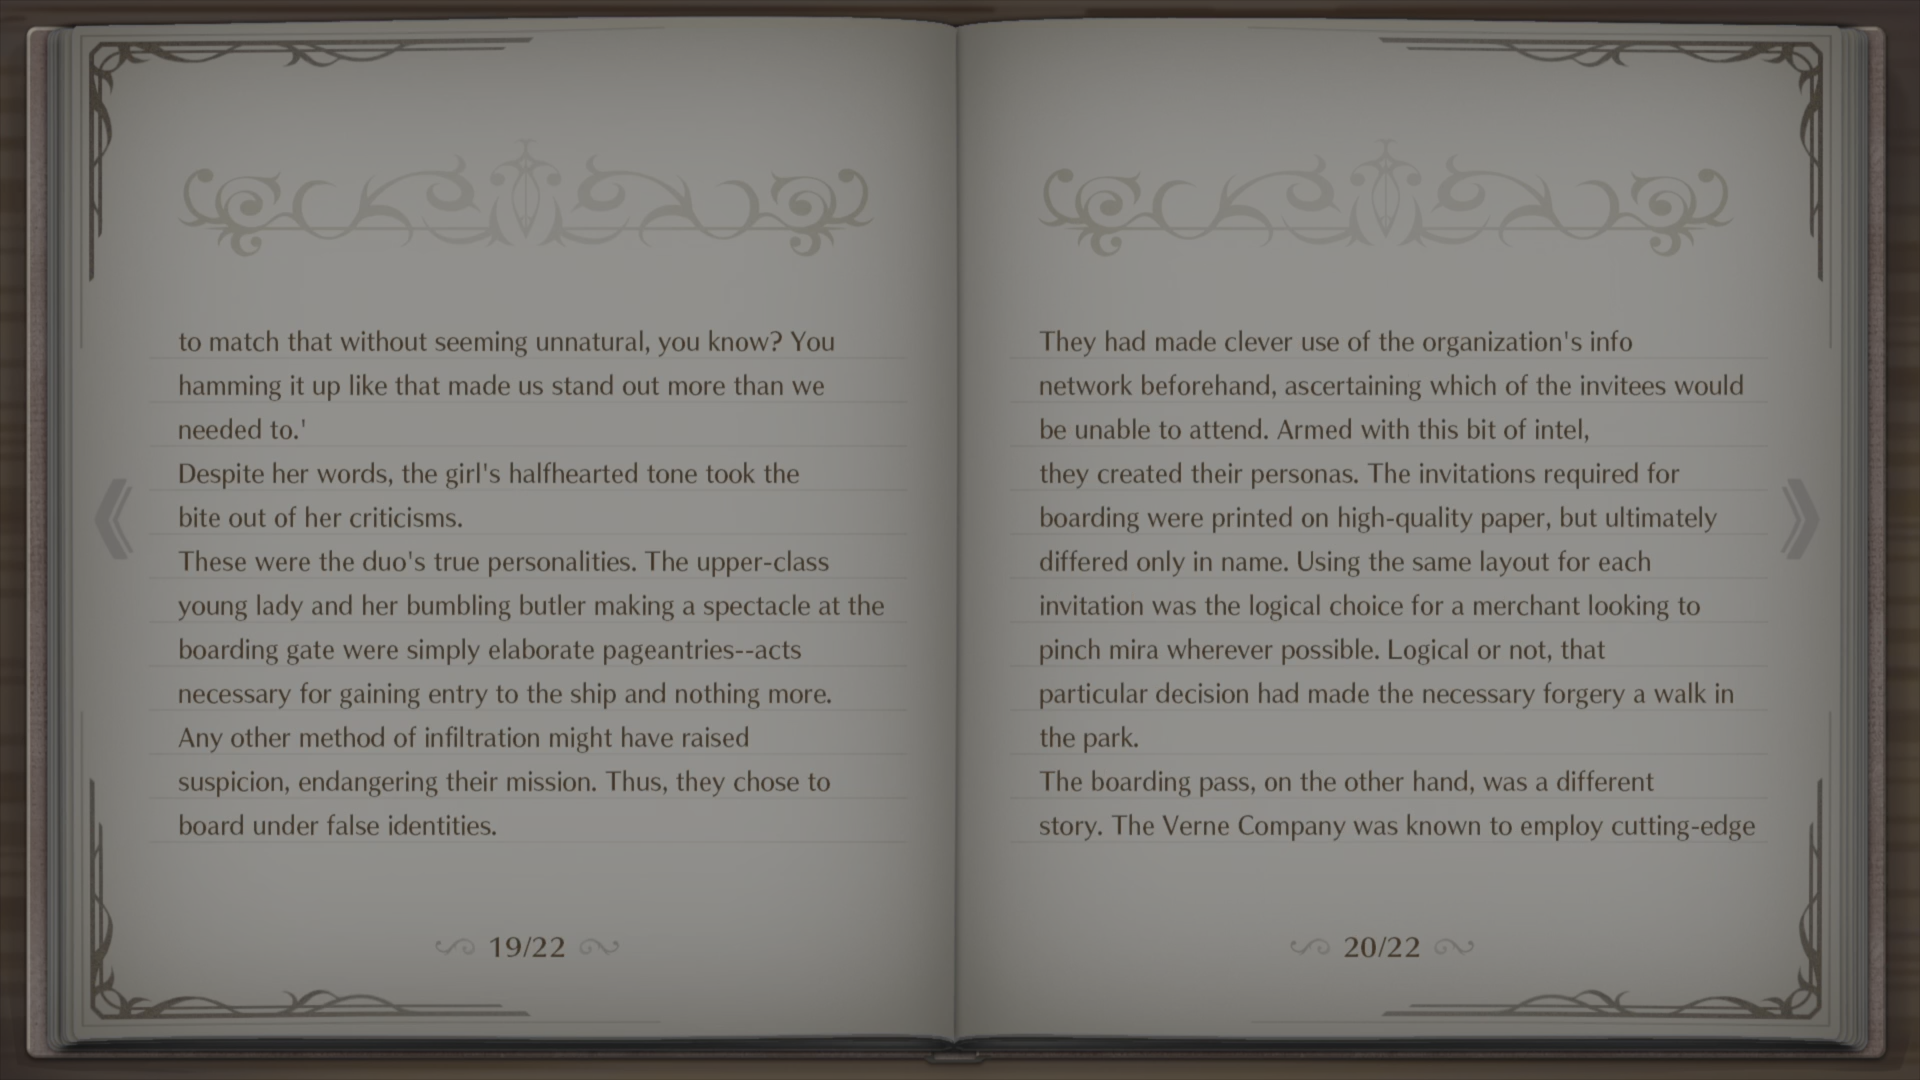 to match that without seeming unnatural, you know? You
hamming it up like that made us stand out more than we
needed to.'
Despite her words, the girl's halfhearted tone took the
bite out of her criticisms.
These were the duo's true personalities. The upper-class
young lady and her bumbling butler making a spectacle at the
boarding gate were simply elaborate pageantries--acts
necessary for gaining entry to the ship and nothing more.
Any other method of infiltration might have raised
suspicion, endangering their mission. Thus, they chose to
board under false identities.
19/22
They had made clever use of the organization's info
network beforehand, ascertaining which of the invitees would
be unable to attend. Armed with this bit of intel,
they created their personas. The invitations required for
boarding were printed on high-quality paper, but ultimately
differed only in name. Using the same layout for each
invitation was the logical choice for a merchant looking to
pinch mira wherever possible. Logical or not, that
particular decision had made the necessary forgery a walk in
the park.
The boarding pass, on the other hand, was a different
story. The Verne Company was known to employ cutting-edge
20/22